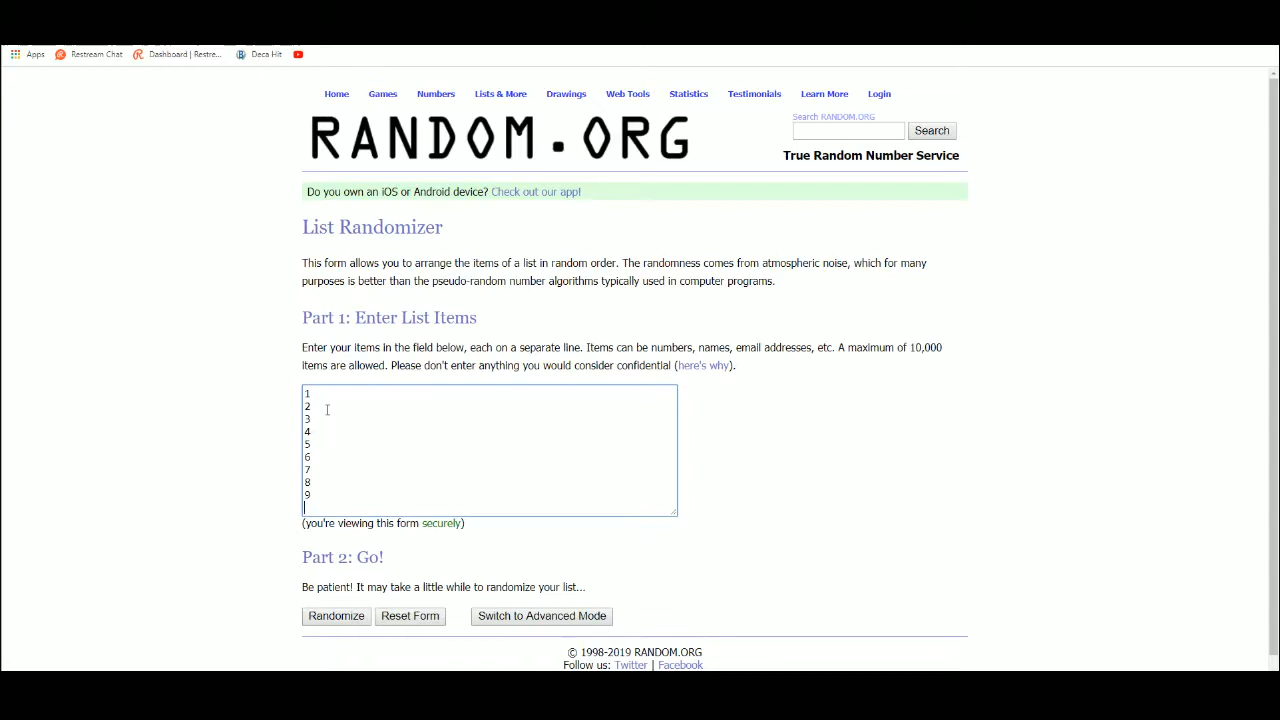 Apps Restream Chat Dashboard | Restre... Deca Hit
Home Games Numbers Lists & More Drawings Web Tools Statistics Testimonials Learn More Login
RANDOM.ORG
Search RANDOM.ORG
Search
True Random Number Service
Do you own an iOS or Android device? Check out our app!
List Randomizer
This form allows you to arrange the items of a list in random order. The randomness comes from atmospheric noise, which for many
purposes is better than the pseudo-random number algorithms typically used in computer programs.
Part 1: Enter List Items
Enter your items in the field below, each on a separate line. Items can be numbers, names, email addresses, etc. A maximum of 10,000
items are allowed. Please don't enter anything you would consider confidential (here's why).
1
2
3
4
5
6
7
8
9
(you're viewing this form securely)
Part 2: Go!
Be patient! It may take a little while to randomize your list...
Randomize Reset Form Switch to Advanced Mode
© 1998-2019 RANDOM.ORG
Follow us: Twitter | Facebook